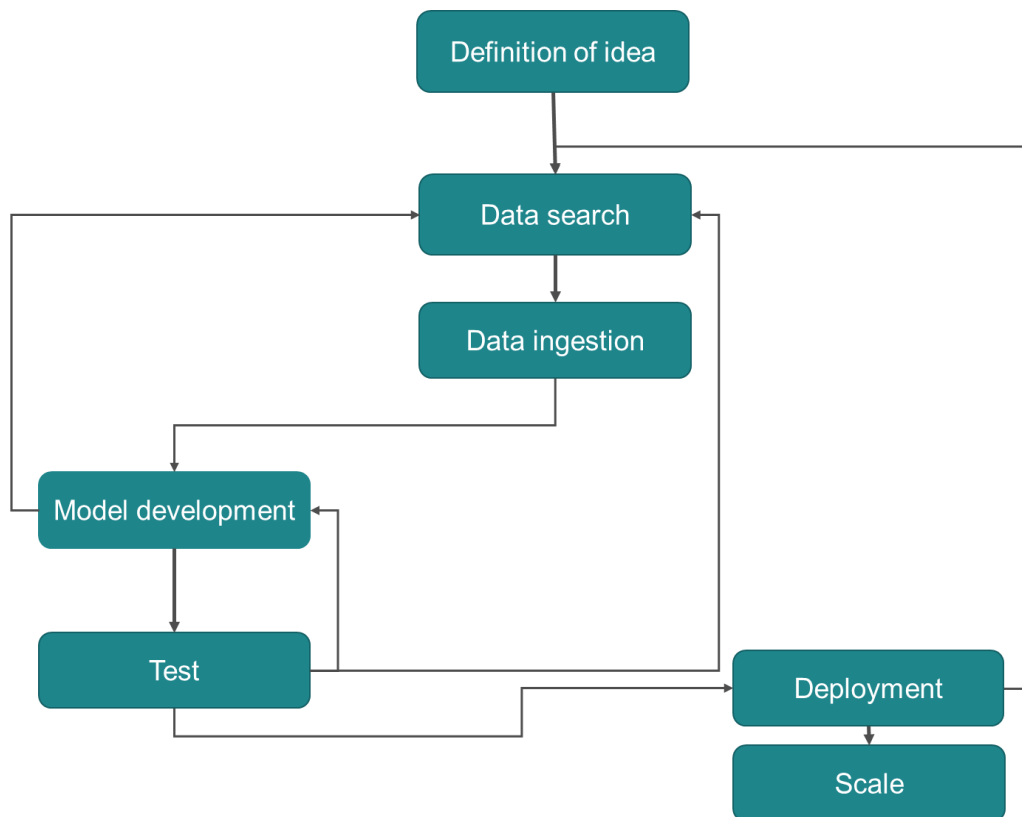 Definition of idea
Data search
Data ingestion
Model development
Test
Deployment
Scale